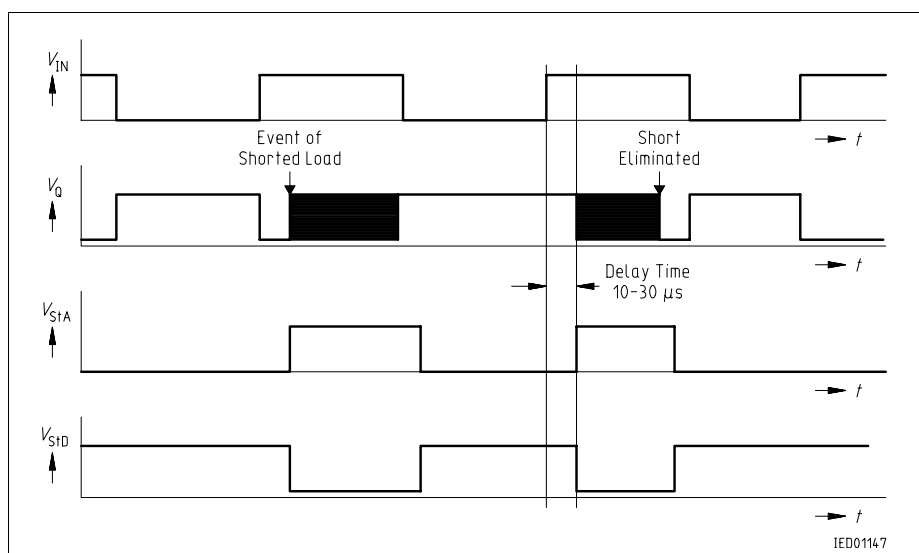 V_IN
t
Event of
Shorted Load
Short
Eliminated
V_Q
t
Delay Time
10-30 µs
V_StA
t
V_StD
t
IED01147